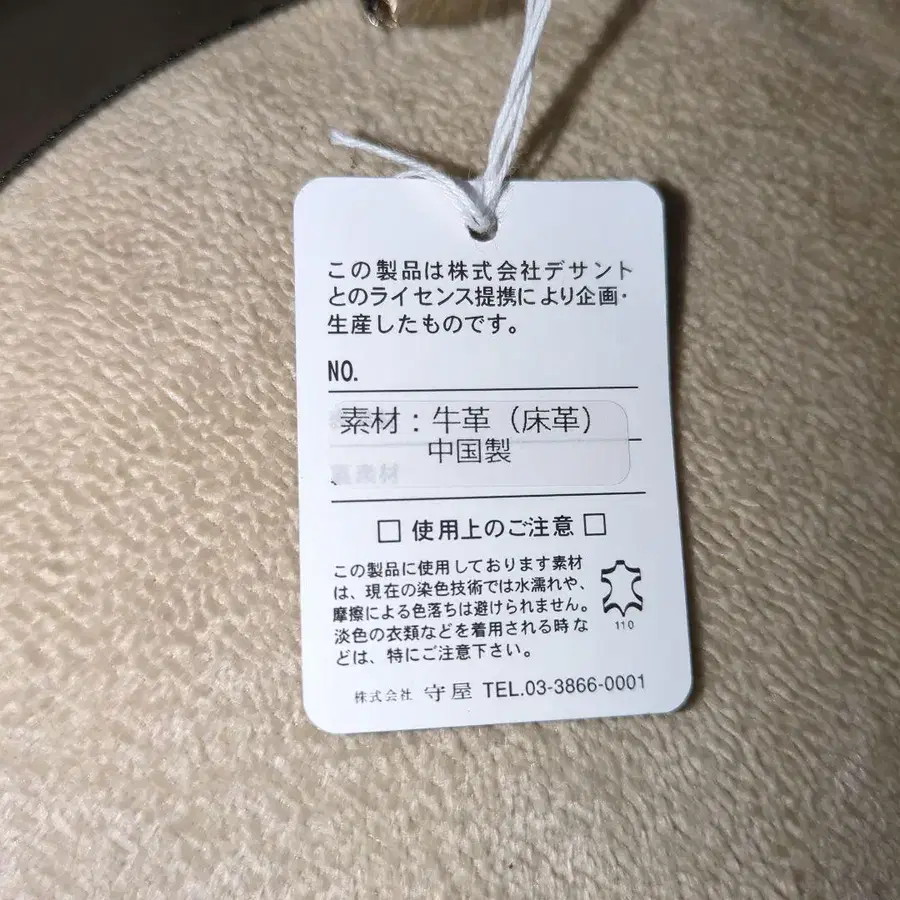 この製品は株式会社デサント
とのライセンス提携により企画・
生産したものです。
NO.
素材：牛革（床革）
中国製
裏素材
□ 使用上のご注意 □
この製品に使用しております素材
は、現在の染色技術では水濡れや、
摩擦による色落ちは避けられません。
淡色の衣類などを着用される時な
どは、特にご注意下さい。
110
株式会社 守屋 TEL.03-3866-0001